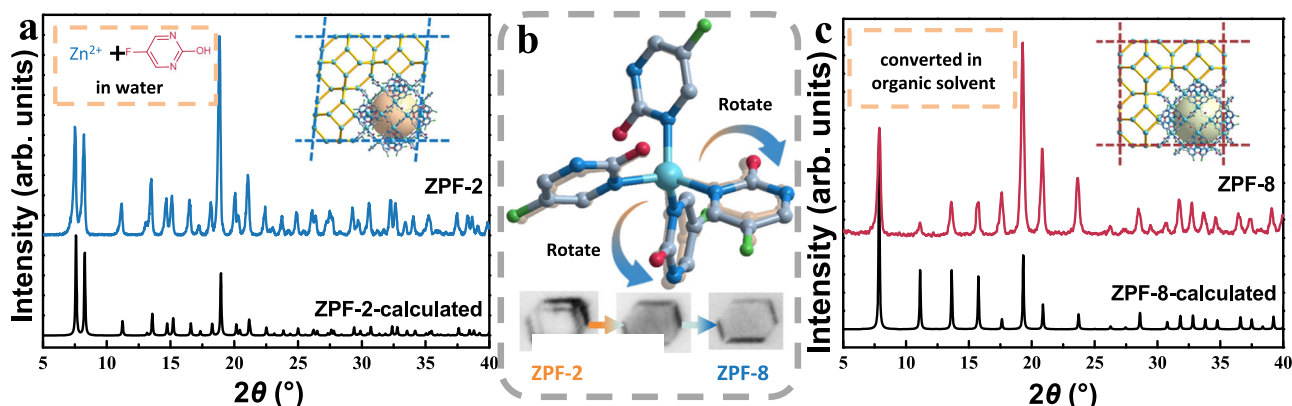 a
Zn2+ + F N N OH
in water
ZPF-2
ZPF-2-calculated
Intensity (arb. units)
5 10 15 20 25 30 35 40
2θ (°)
b
Rotate
Rotate
ZPF-2 ZPF-8
c
converted in
organic solvent
ZPF-8
ZPF-8-calculated
Intensity (arb. units)
5 10 15 20 25 30 35 40
2θ (°)